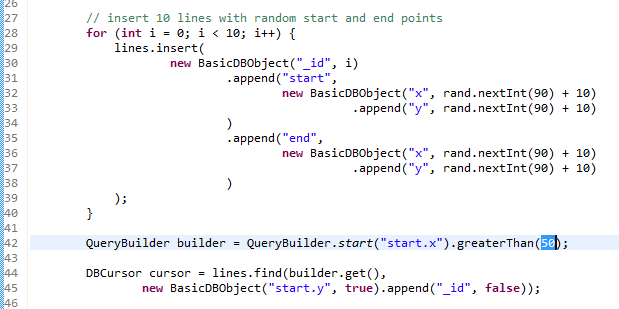 26
27 // insert 10 lines with random start and end points
28 for (int i = 0; i < 10; i++) {
29 lines.insert(
30 new BasicDBObject("_id", i)
31 .append("start",
32 new BasicDBObject("x", rand.nextInt(90) + 10)
33 .append("y", rand.nextInt(90) + 10)
34 )
35 .append("end",
36 new BasicDBObject("x", rand.nextInt(90) + 10)
37 .append("y", rand.nextInt(90) + 10)
38 )
39 );
40 }
41
42 QueryBuilder builder = QueryBuilder.start("start.x").greaterThan(50);
43
44 DBCursor cursor = lines.find(builder.get(),
45 new BasicDBObject("start.y", true).append("_id", false));
46